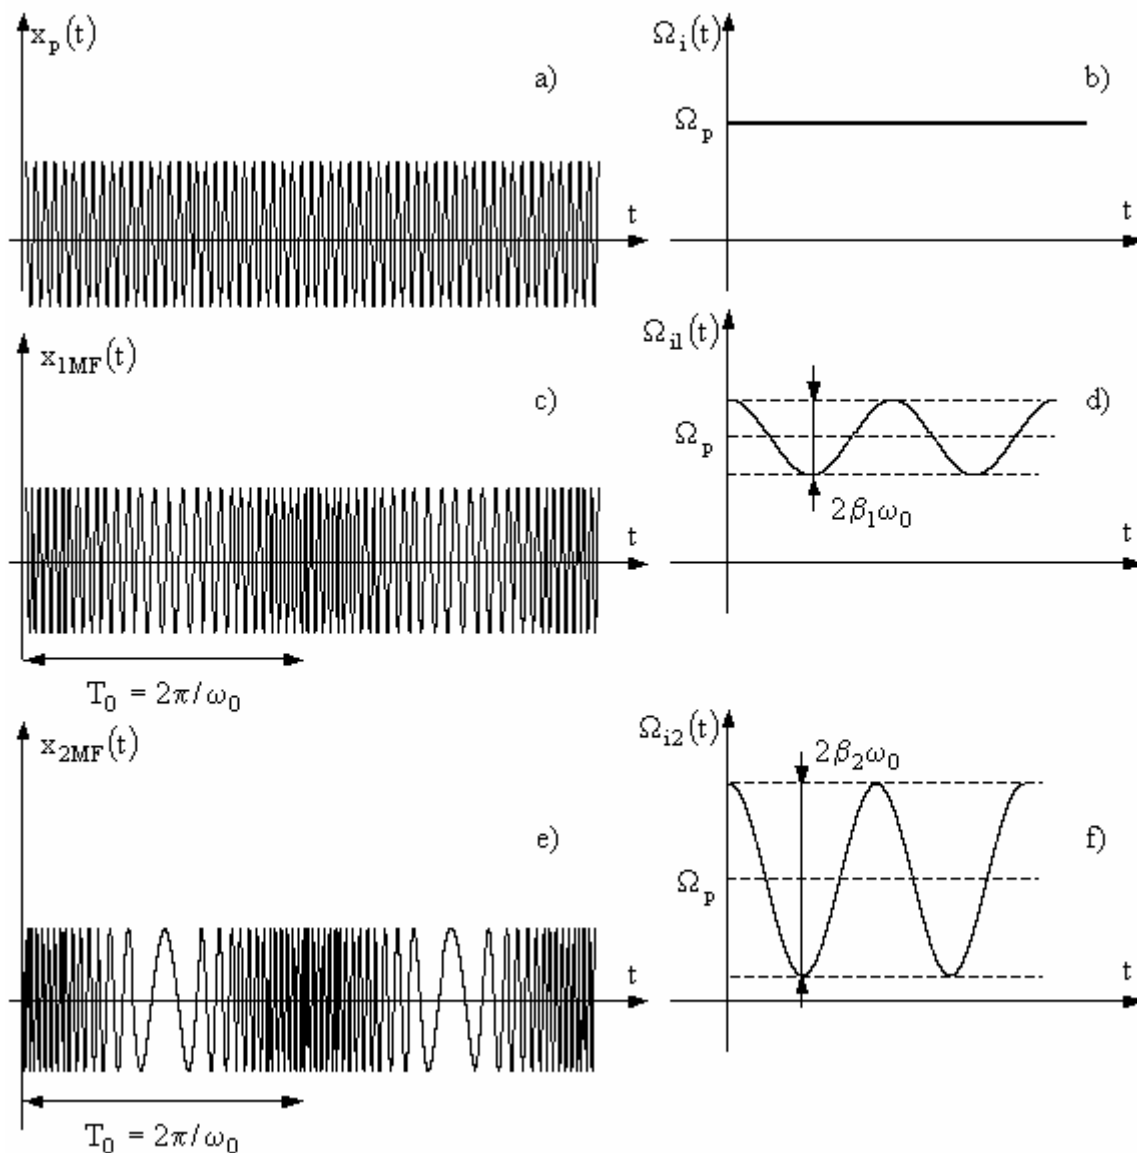 x_p(t)
a)
t
Ω_i(t)
b)
Ω_p
t
x_1MF(t)
c)
t
T_0 = 2π/ω_0
Ω_i1(t)
d)
Ω_p
2β_1ω_0
t
x_2MF(t)
e)
t
T_0 = 2π/ω_0
Ω_i2(t)
2β_2ω_0
f)
Ω_p
t